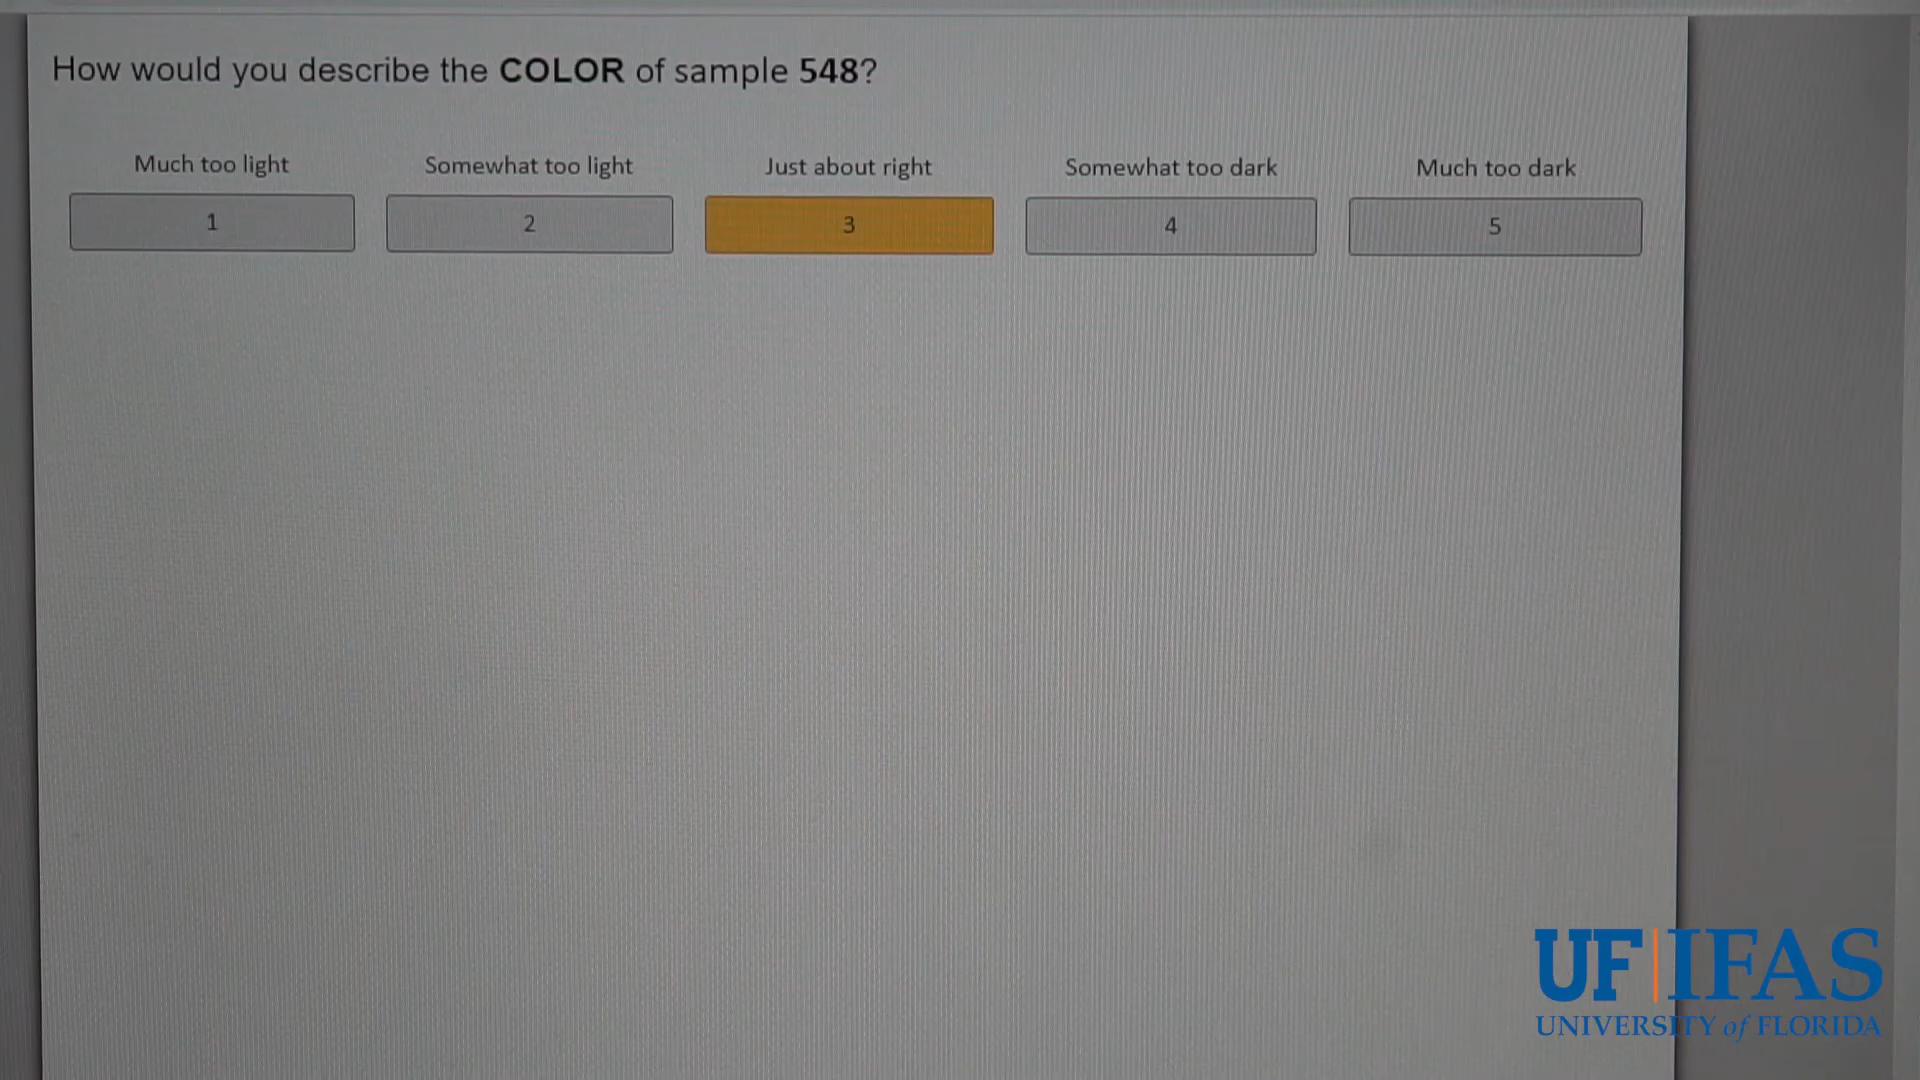 How would you describe the COLOR of sample 548?
Much too light Somewhat too light Just about right Somewhat too dark Much too dark
1 2 3 4 5
UF|IFAS
UNIVERSITY of FLORIDA